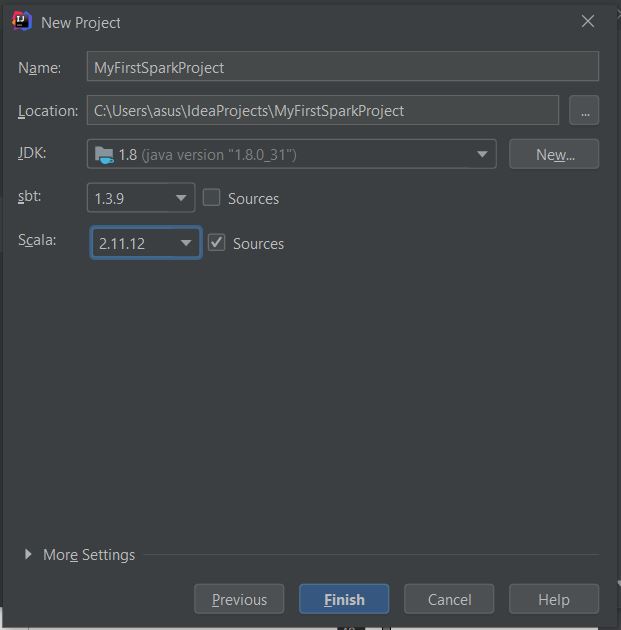 New Project
Name: MyFirstSparkProject
Location: C:\Users\asus\IdeaProjects\MyFirstSparkProject ...
JDK: 1.8 (java version "1.8.0_31") New...
sbt: 1.3.9 Sources
Scala: 2.11.12 Sources
More Settings
Previous Finish Cancel Help